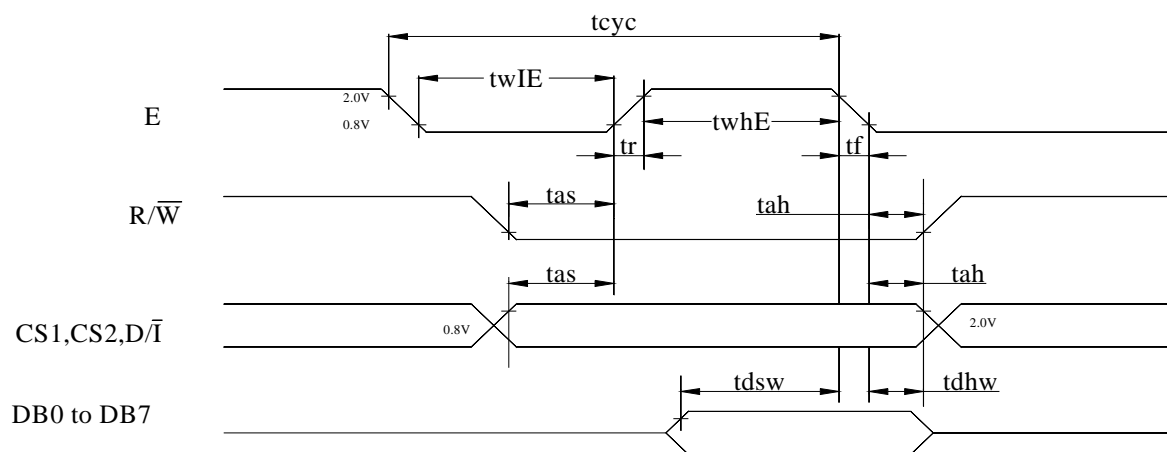 tcyc
twIE
2.0V
E
0.8V
twhE
tr
tf
R/W̅
tas
tah
tas
tah
CS1,CS2,D/I̅
0.8V
2.0V
tdsw
tdhw
DB0 to DB7